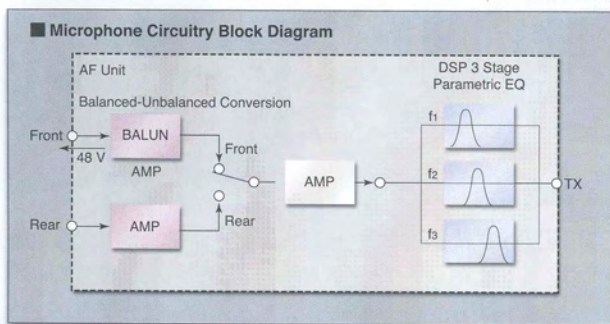 Microphone Circuitry Block Diagram
AF Unit
DSP 3 Stage
Parametric EQ
Balanced-Unbalanced Conversion
Front
BALUN
Front
f1
48 V
AMP
AMP
f2
TX
Rear
AMP
Rear
f3